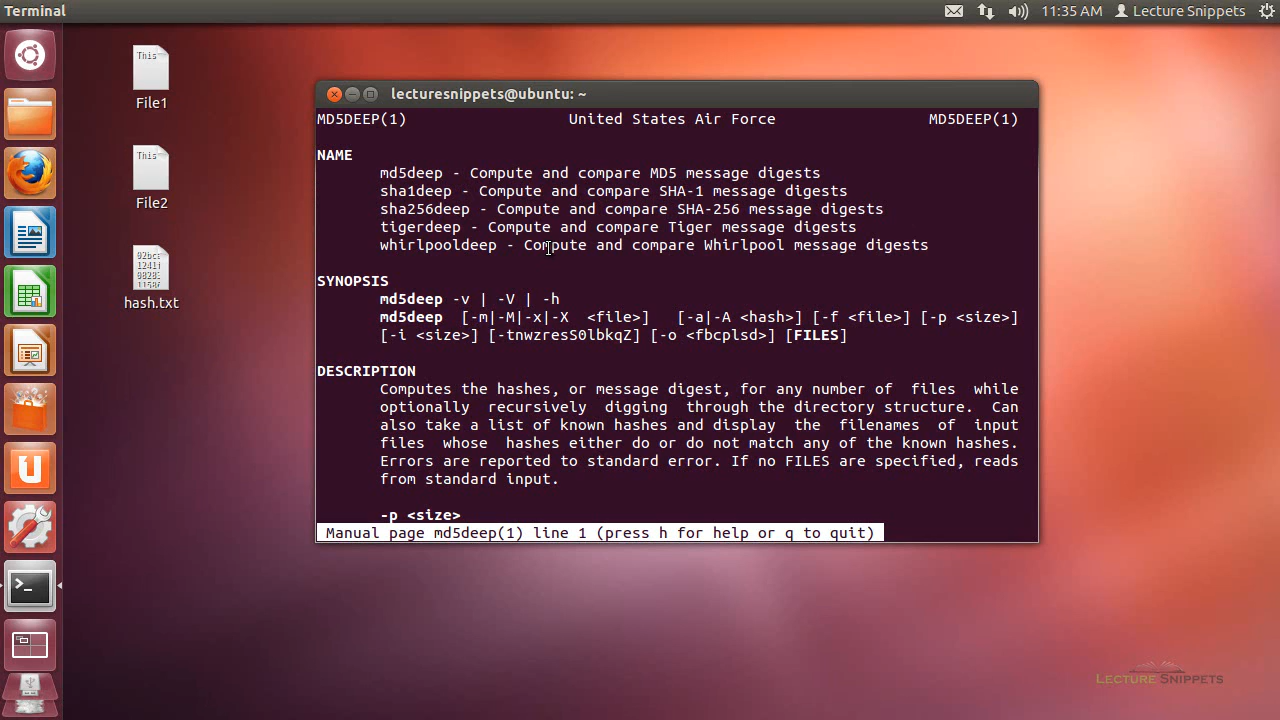 Terminal
11:35 AM
Lecture Snippets
This
File1
This
File2
02bce
1241f
hash.txt
lecturesnippets@ubuntu: ~
MD5DEEP(1) United States Air Force MD5DEEP(1)
NAME
md5deep - Compute and compare MD5 message digests
sha1deep - Compute and compare SHA-1 message digests
sha256deep - Compute and compare SHA-256 message digests
tigerdeep - Compute and compare Tiger message digests
whirlpooldeep - Compute and compare Whirlpool message digests
SYNOPSIS
md5deep -v | -V | -h
md5deep [-m|-M|-x|-X <file>] [-a|-A <hash>] [-f <file>] [-p <size>]
[-i <size>] [-tnwzresS0lbkqZ] [-o <fbcplsd>] [FILES]
DESCRIPTION
Computes the hashes, or message digest, for any number of files while
optionally recursively digging through the directory structure. Can
also take a list of known hashes and display the filenames of input
files whose hashes either do or do not match any of the known hashes.
Errors are reported to standard error. If no FILES are specified, reads
from standard input.
-p <size>
Manual page md5deep(1) line 1 (press h for help or q to quit)
LECTURE SNIPPETS